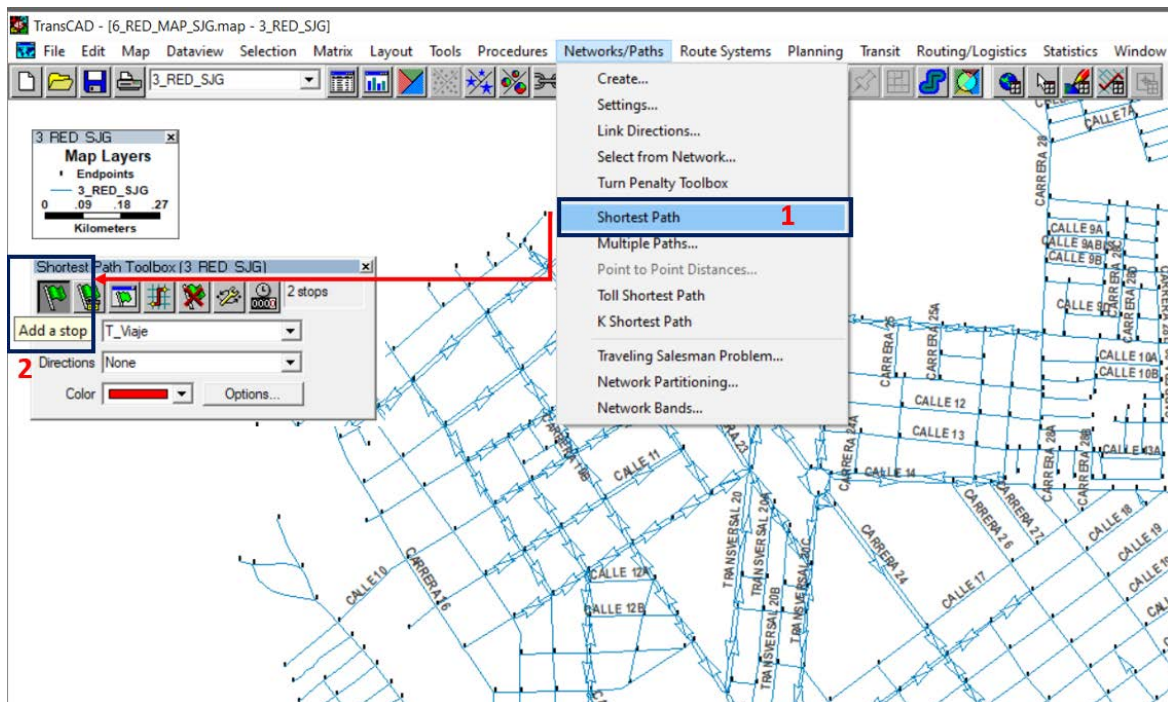 TransCAD - [6_RED_MAP_SJG.map - 3_RED_SJG]
File Edit Map Dataview Selection Matrix Layout Tools Procedures Networks/Paths Route Systems Planning Transit Routing/Logistics Statistics Window
3_RED_SJG
Create...
Settings...
Link Directions...
Select from Network...
Turn Penalty Toolbox
Shortest Path 1
Multiple Paths...
Point to Point Distances...
Toll Shortest Path
K Shortest Path
Traveling Salesman Problem...
Network Partitioning...
Network Bands...
3 RED SJG
Map Layers
Endpoints
3_RED_SJG
0 .09 .18 .27
Kilometers
Shortest Path Toolbox (3 RED SJG)
2 stops
Add a stop
T_Viaje
2
Directions None
Color Options...
CALLE 7A
CARRERA 28
CALLE 9A
CALLE 9B
CARRERA 28D
CARRERA 25
CARRERA 25A
CALLE 10A
CALLE 10B
CALLE 12
CALLE 13
CALLE 13A
CARRERA 24A
CALLE 14
CARRERA 28A
CARRERA 28B
CARRERA 23
CALLE 11
CARRERA 18B
CARRERA 26
CARRERA 27
CALLE 18
CALLE 19
TRANSVERSAL 20
TRANSVERSAL 20A
TRANSVERSAL 20B
TRANSVERSAL 20C
CARRERA 24
CALLE 17
CALLE 10
CARRERA 16
CALLE 12A
CALLE 12B